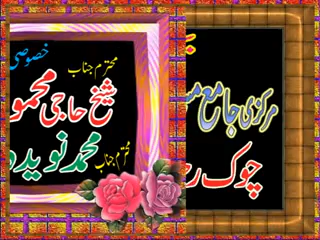 خصوصی
محترم جناب
شیخ حاجی محمو
محترم جناب
محمد نوید
مرکزی جامع مس
چوک ر